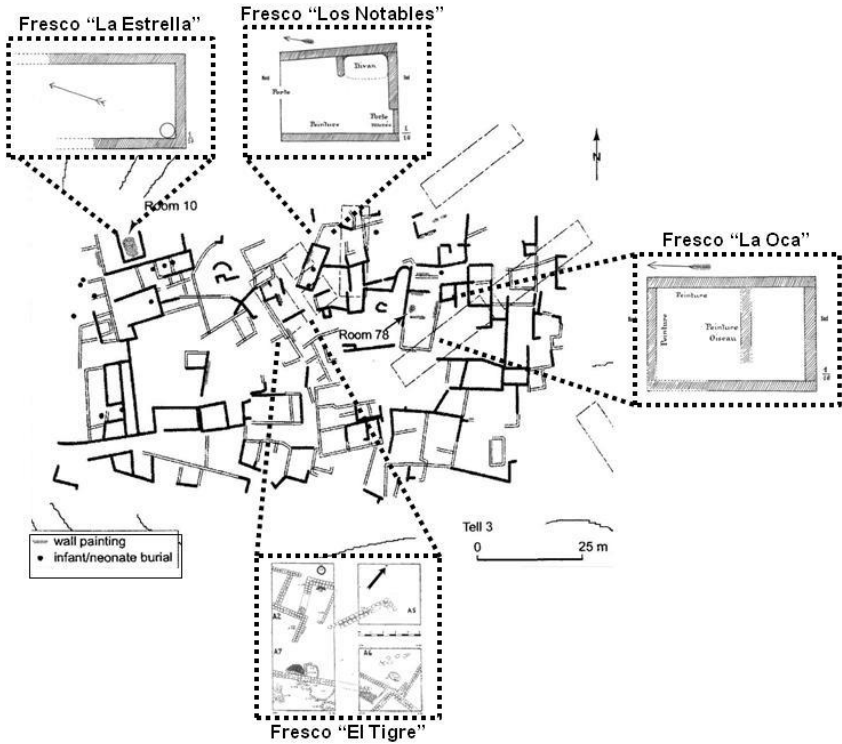 Fresco “La Estrella”
Fresco “Los Notables”
Divan
Porte
Peinture
Porte
murée
Room 10
N
Fresco “La Oca”
Peinture
Peinture
Peinture
Oiseau
Room 78
Tell 3
0 25 m
wall painting
infant/neonate burial
A2
A5
A7
A6
Fresco “El Tigre”